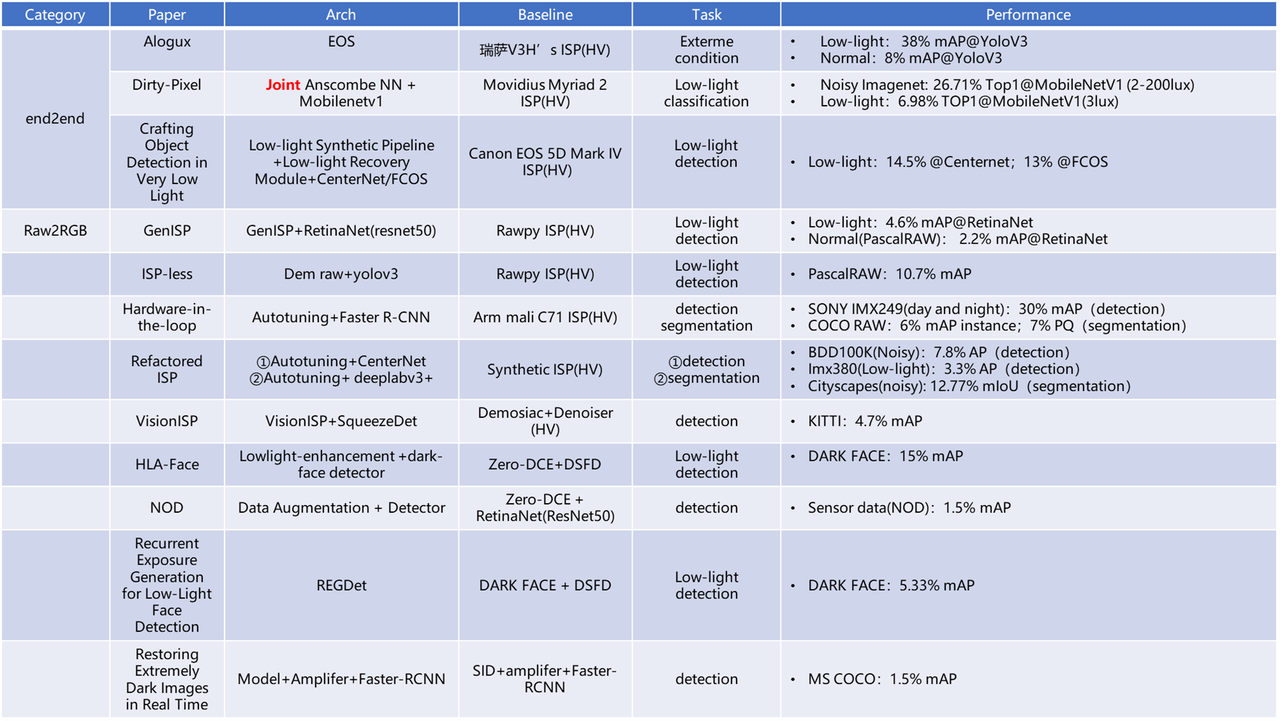 Category Paper Arch Baseline Task Performance
end2end
Alogux
EOS
瑞萨V3H’s ISP(HV)
Exterme
condition
• Low-light：38% mAP@YoloV3
• Normal：8% mAP@YoloV3
Dirty-Pixel
Joint Anscombe NN +
Mobilenetv1
Movidius Myriad 2
ISP(HV)
Low-light
classification
• Noisy Imagenet: 26.71% Top1@MobileNetV1 (2-200lux)
• Low-light：6.98% TOP1@MobileNetV1(3lux)
Crafting
Object
Detection in
Very Low
Light
Low-light Synthetic Pipeline
+Low-light Recovery
Module+CenterNet/FCOS
Canon EOS 5D Mark IV
ISP(HV)
Low-light
detection
• Low-light：14.5% @Centernet；13% @FCOS
Raw2RGB
GenISP
GenISP+RetinaNet(resnet50)
Rawpy ISP(HV)
Low-light
detection
• Low-light：4.6% mAP@RetinaNet
• Normal(PascalRAW)： 2.2% mAP@RetinaNet
ISP-less
Dem raw+yolov3
Rawpy ISP(HV)
Low-light
detection
• PascalRAW：10.7% mAP
Hardware-in-
the-loop
Autotuning+Faster R-CNN
Arm mali C71 ISP(HV)
detection
segmentation
• SONY IMX249(day and night)：30% mAP（detection）
• COCO RAW：6% mAP instance；7% PQ（segmentation）
Refactored
ISP
①Autotuning+CenterNet
②Autotuning+ deeplabv3+
Synthetic ISP(HV)
①detection
②segmentation
• BDD100K(Noisy)：7.8% AP（detection）
• Imx380(Low-light)：3.3% AP（detection）
• Cityscapes(noisy): 12.77% mIoU（segmentation）
VisionISP
VisionISP+SqueezeDet
Demosiac+Denoiser
(HV)
detection
• KITTI：4.7% mAP
HLA-Face
Lowlight-enhancement +dark-
face detector
Zero-DCE+DSFD
Low-light
detection
• DARK FACE：15% mAP
NOD
Data Augmentation + Detector
Zero-DCE +
RetinaNet(ResNet50)
detection
• Sensor data(NOD)：1.5% mAP
Recurrent
Exposure
Generation
for Low-Light
Face
Detection
REGDet
DARK FACE + DSFD
Low-light
detection
• DARK FACE：5.33% mAP
Restoring
Extremely
Dark Images
in Real Time
Model+Amplifer+Faster-RCNN
SID+amplifer+Faster-
RCNN
detection
• MS COCO：1.5% mAP